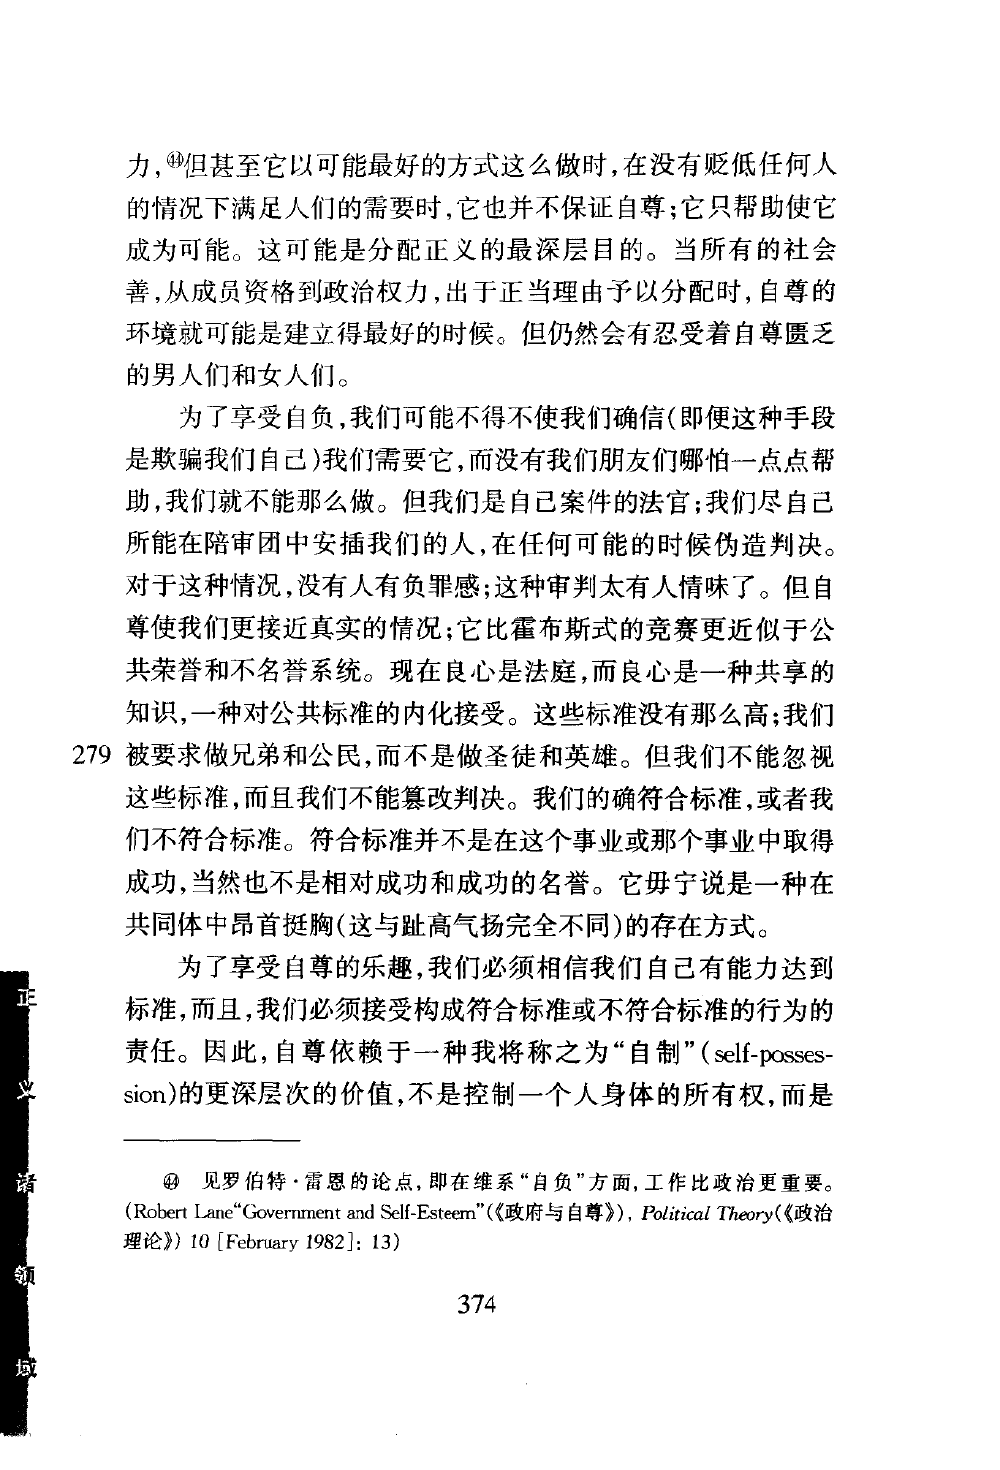 力,㊹但甚至它以可能最好的方式这么做时,在没有贬低任何人
的情况下满足人们的需要时,它也并不保证自尊;它只帮助使它
成为可能。这可能是分配正义的最深层目的。当所有的社会
善,从成员资格到政治权力,出于正当理由予以分配时,自尊的
环境就可能是建立得最好的时候。但仍然会有忍受着自尊匮乏
的男人们和女人们。
为了享受自负,我们可能不得不使我们确信(即便这种手段
是欺骗我们自己)我们需要它,而没有我们朋友们哪怕一点点帮
助,我们就不能那么做。但我们是自己案件的法官;我们尽自己
所能在陪审团中安插我们的人,在任何可能的时候伪造判决。
对于这种情况,没有人有负罪感;这种审判太有人情味了。但自
尊使我们更接近真实的情况;它比霍布斯式的竞赛更近似于公
共荣誉和不名誉系统。现在良心是法庭,而良心是一种共享的
知识,一种对公共标准的内化接受。这些标准没有那么高;我们
279 被要求做兄弟和公民,而不是做圣徒和英雄。但我们不能忽视
这些标准,而且我们不能篡改判决。我们的确符合标准,或者我
们不符合标准。符合标准并不是在这个事业或那个事业中取得
成功,当然也不是相对成功和成功的名誉。它毋宁说是一种在
共同体中昂首挺胸(这与趾高气扬完全不同)的存在方式。
为了享受自尊的乐趣,我们必须相信我们自己有能力达到
标准,而且,我们必须接受构成符合标准或不符合标准的行为的
责任。因此,自尊依赖于一种我将称之为“自制”(self-posses-
sion)的更深层次的价值,不是控制一个人身体的所有权,而是
㊹ 见罗伯特·雷恩的论点,即在维系“自负”方面,工作比政治更重要。
(Robert Lane“Government and Self-Esteem”(《政府与自尊》), Political Theory(《政治
理论》) 10 [February 1982]: 13)
374
正
义
诸
领
域